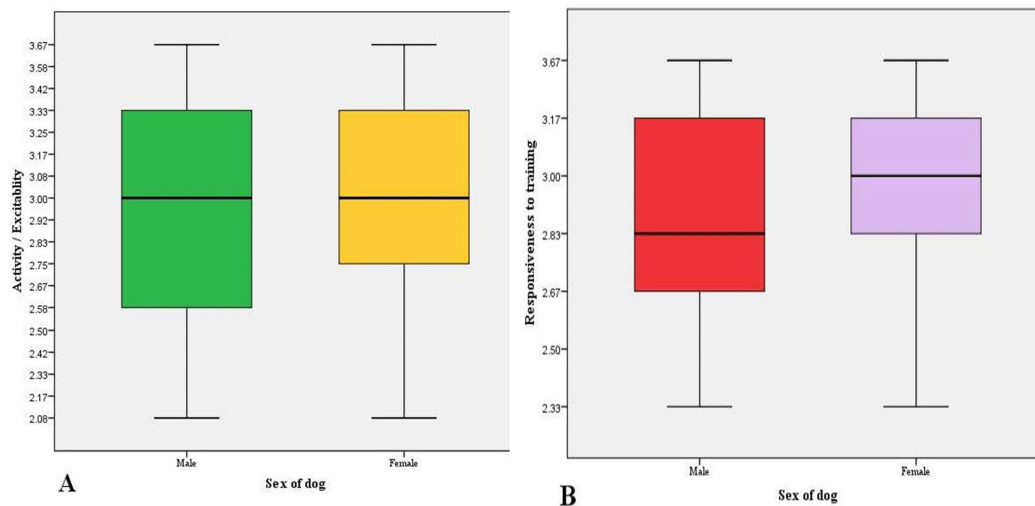 Activity / Excitablity
3.67
3.58
3.42
3.33
3.25
3.17
3.08
3.00
2.92
2.83
2.75
2.67
2.58
2.50
2.42
2.33
2.17
2.08
Male
Female
Sex of dog
A
Responsiveness to training
3.67
3.17
3.00
2.83
2.67
2.50
2.33
Male
Female
Sex of dog
B